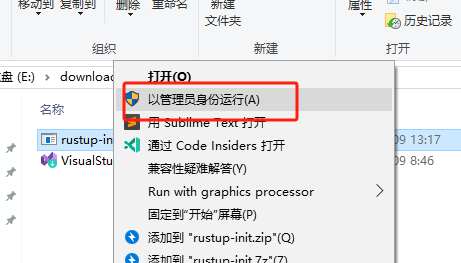 移动到 复制到 删除 重命名 新建
文件夹 属性 历史记录
组织 新建 打开
(E:) download
名称
打开(O)
以管理员身份运行(A)
用 Sublime Text 打开
通过 Code Insiders 打开
兼容性疑难解答(Y)
Run with graphics processor
固定到"开始"屏幕(P)
添加到 "rustup-init.zip"(Q)
添加到 "rustup-init.7z"(7)
rustup-in 09 13:17
VisualStu 09 8:46